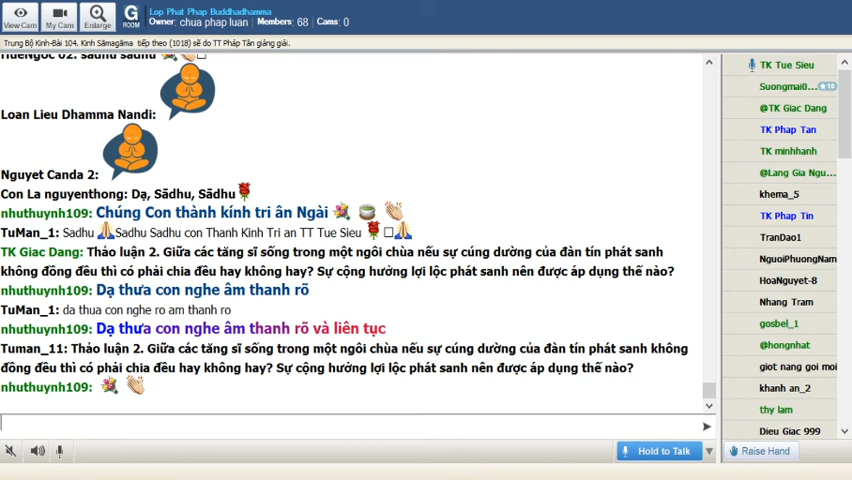 Lop Phat Phap Buddhadhamma
Owner: chua phap luan Members: 68 Cams: 0
View Cam
My Cam
Enlarge
G
ROOM
Trung Bộ Kinh-Bài 104. Kinh Sāmagāma tiếp theo (1018) sẽ do TT Pháp Tân giảng giải.
HueNgoc 02: sadhu sadhu
Loan Lieu Dhamma Nandi:
Nguyet Canda 2:
Con La nguyenthong: Dạ, Sādhu, Sādhu
nhuthuynh109: Chúng Con thành kính tri ân Ngài
TuMan_1: Sadhu Sadhu Sadhu con Thanh Kinh Tri an TT Tue Sieu
TK Giac Dang: Thảo luận 2. Giữa các tăng sĩ sống trong một ngôi chùa nếu sự cúng dường của đàn tín phát sanh
không đồng đều thì có phải chia đều hay không hay? Sự cộng hưởng lợi lộc phát sanh nên được áp dụng thế nào?
nhuthuynh109: Dạ thưa con nghe âm thanh rõ
TuMan_1: da thua con nghe ro am thanh ro
nhuthuynh109: Dạ thưa con nghe âm thanh rõ và liên tục
Tuman_11: Thảo luận 2. Giữa các tăng sĩ sống trong một ngôi chùa nếu sự cúng dường của đàn tín phát sanh không
đồng đều thì có phải chia đều hay không hay? Sự cộng hưởng lợi lộc phát sanh nên được áp dụng thế nào?
nhuthuynh109:
Hold to Talk
TK Tue Sieu
Suongmai0... ★10
@TK Giac Dang
TK Phap Tan
TK minhhanh
@Lang Gia Ngu...
khema_5
TK Phap Tin
TranDao1
NguoiPhuongNam
HoaNguyet-8
Nhang Tram
gosbel_1
@hongnhat
giot nang goi moi
khanh an_2
thy lam
Dieu Giac 999
Raise Hand